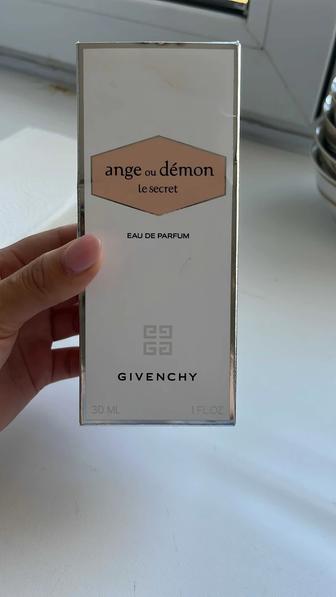 ange ou démon
le secret
EAU DE PARFUM
GIVENCHY
30 ML 1 FL.OZ